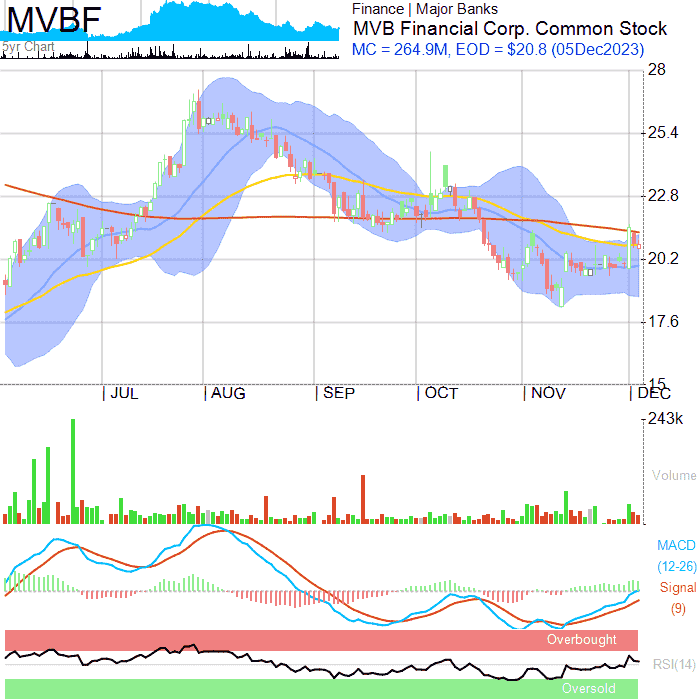 MVBF
5yr Chart
Finance | Major Banks
MVB Financial Corp. Common Stock
MC = 264.9M, EOD = $20.8 (05Dec2023)
28
25.4
22.8
20.2
17.6
15
JUL AUG SEP OCT NOV DEC
243k
Volume
MACD
(12-26)
Signal
(9)
Overbought
RSI(14)
Oversold